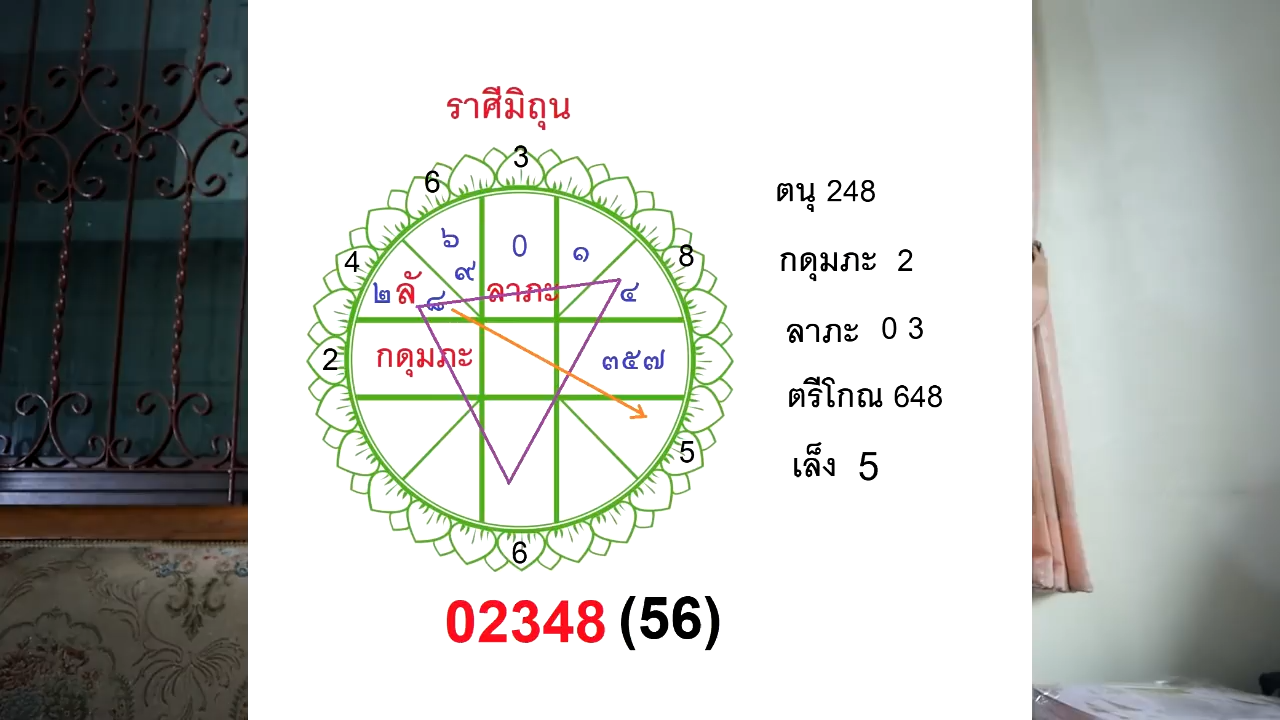 ราศีมิถุน
3
6
4
8
2
5
6
๖
๙
0
๑
๒ ลั ๘
ลาภะ
๔
กดุมภะ
๓๕๗
ตนุ 248
กดุมภะ 2
ลาภะ 0 3
ตรีโกณ 648
เล็ง 5
02348 (56)